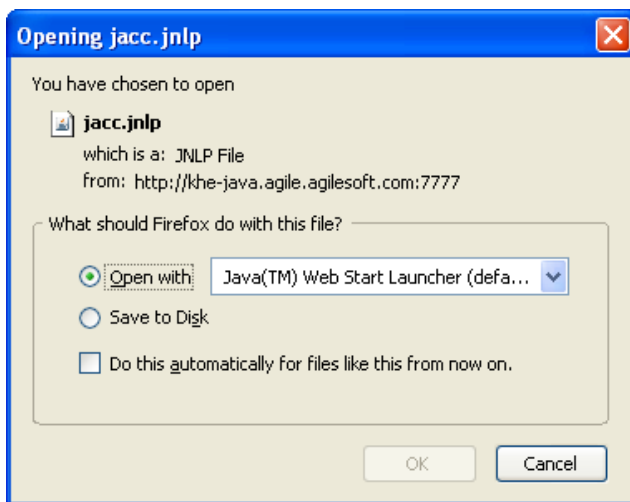 Opening jacc.jnlp
You have chosen to open
jacc.jnlp
which is a: JNLP File
from: http://khe-java.agile.agilesoft.com:7777
What should Firefox do with this file?
Open with Java(TM) Web Start Launcher (defa...
Save to Disk
Do this automatically for files like this from now on.
OK Cancel